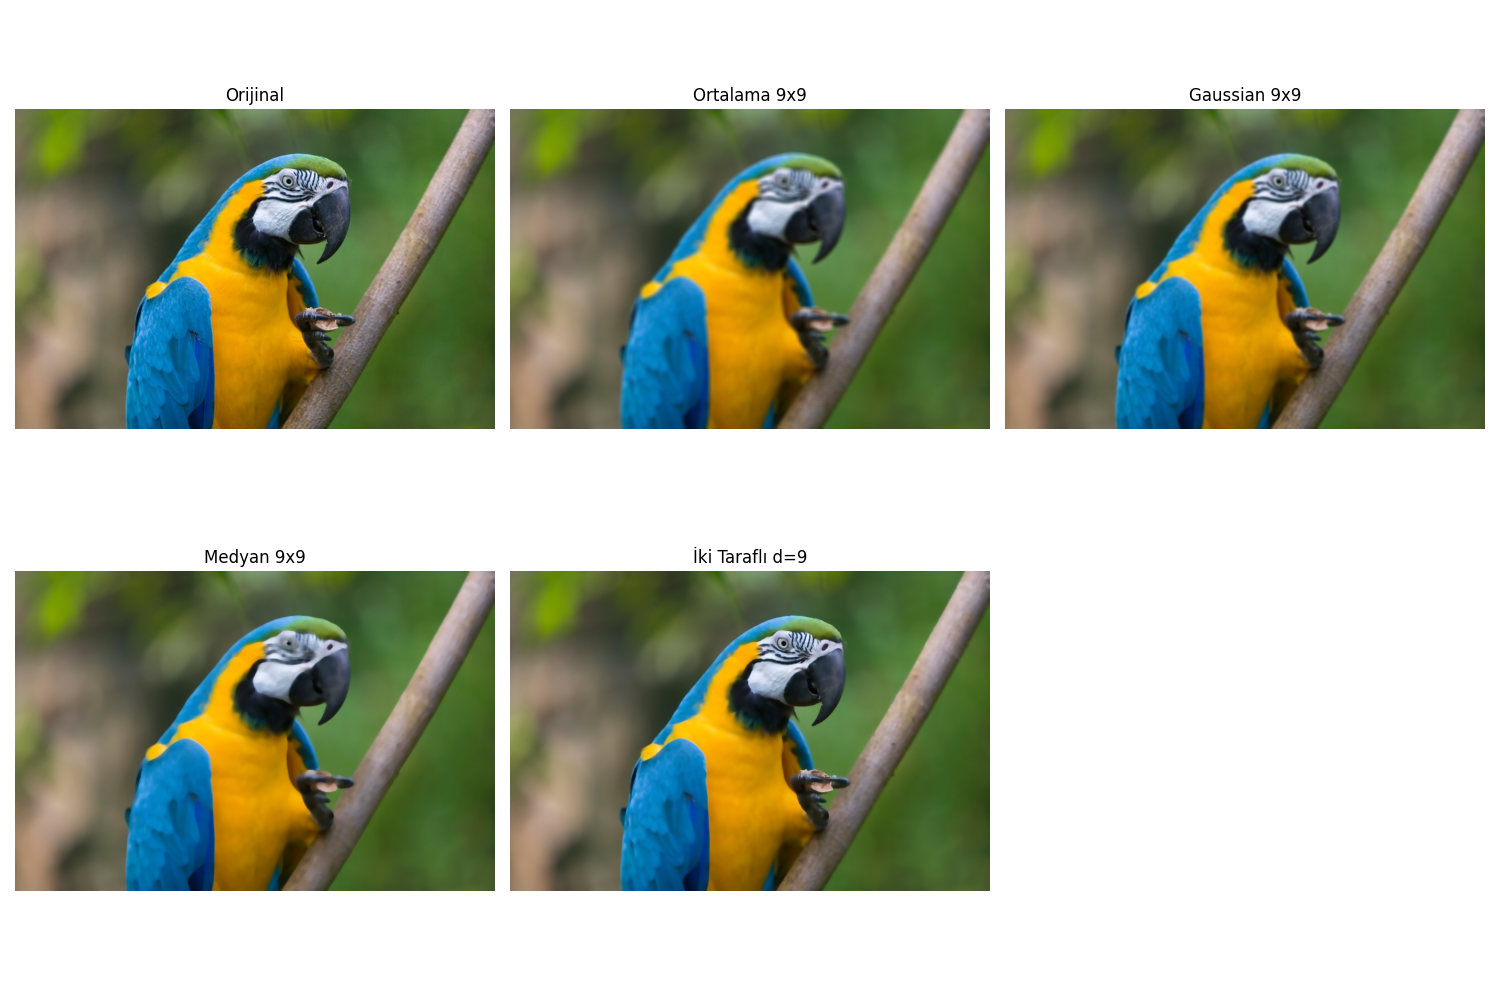 Orijinal
Ortalama 9x9
Gaussian 9x9
Medyan 9x9
İki Taraflı d=9